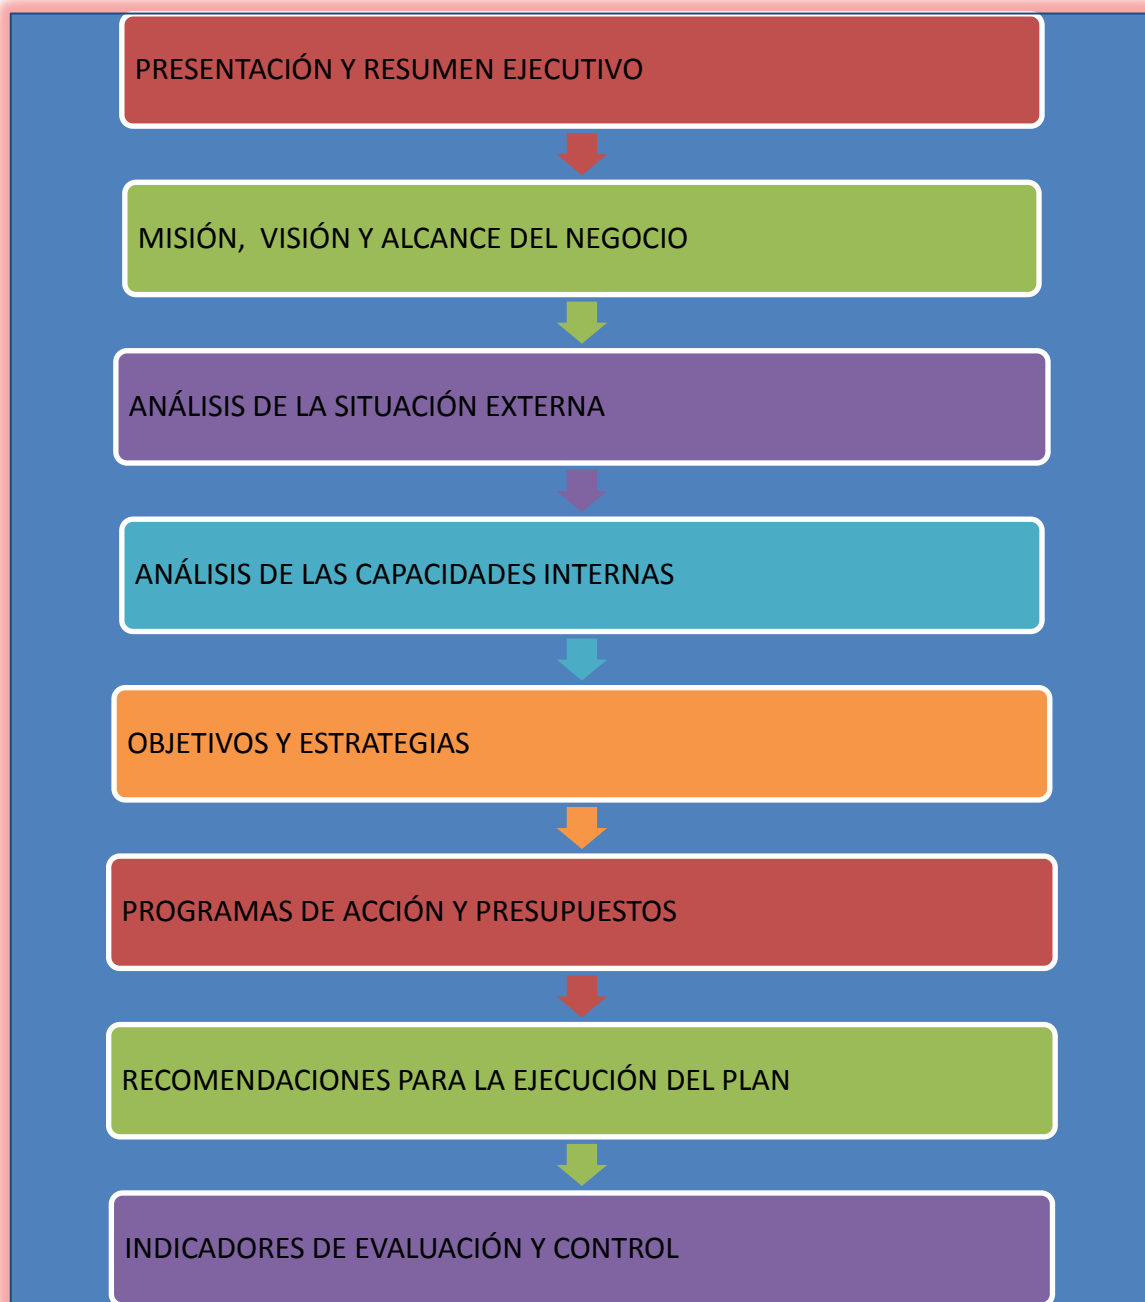 PRESENTACIÓN Y RESUMEN EJECUTIVO
MISIÓN, VISIÓN Y ALCANCE DEL NEGOCIO
ANÁLISIS DE LA SITUACIÓN EXTERNA
ANÁLISIS DE LAS CAPACIDADES INTERNAS
OBJETIVOS Y ESTRATEGIAS
PROGRAMAS DE ACCIÓN Y PRESUPUESTOS
RECOMENDACIONES PARA LA EJECUCIÓN DEL PLAN
INDICADORES DE EVALUACIÓN Y CONTROL